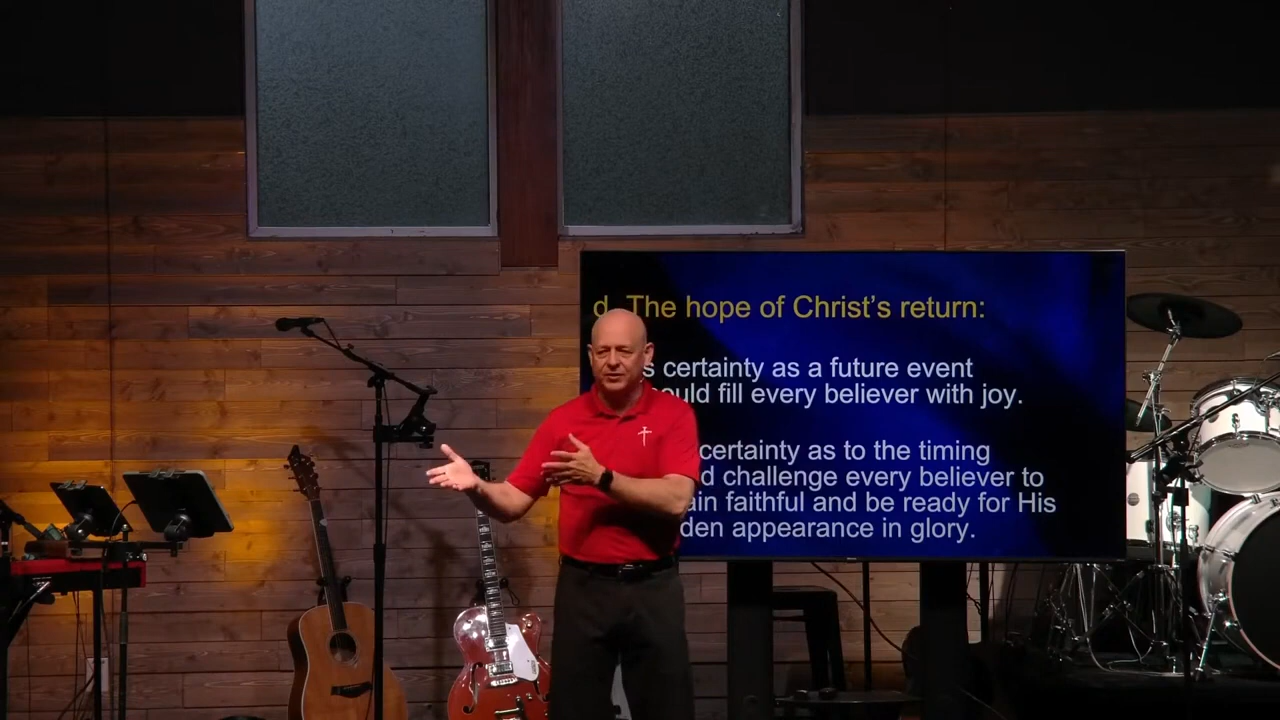 d. The hope of Christ's return:
s certainty as a future event
ould fill every believer with joy.
certainty as to the timing
d challenge every believer to
ain faithful and be ready for His
den appearance in glory.